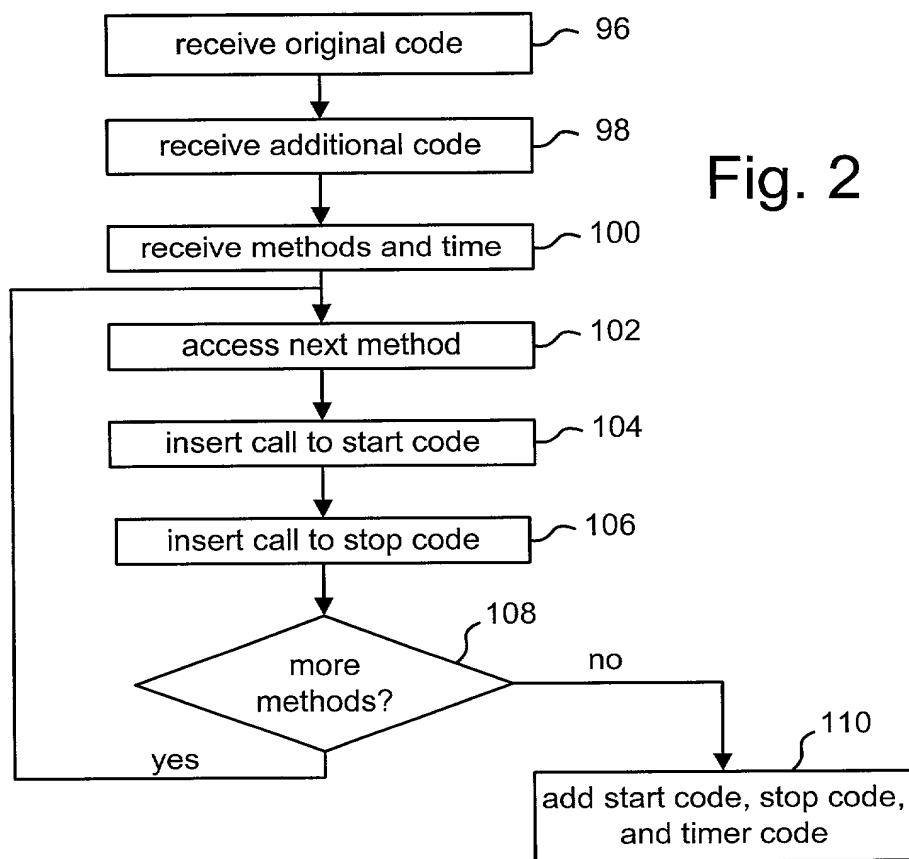 receive original code
96
receive additional code
98
Fig. 2
receive methods and time
100
access next method
102
insert call to start code
104
insert call to stop code
106
108
more
methods?
no
yes
110
add start code, stop code,
and timer code